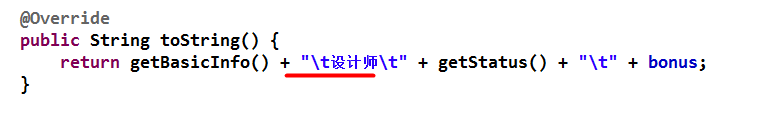 @Override
public String toString() {
    return getBasicInfo() + "\t设计师\t" + getStatus() + "\t" + bonus;
}